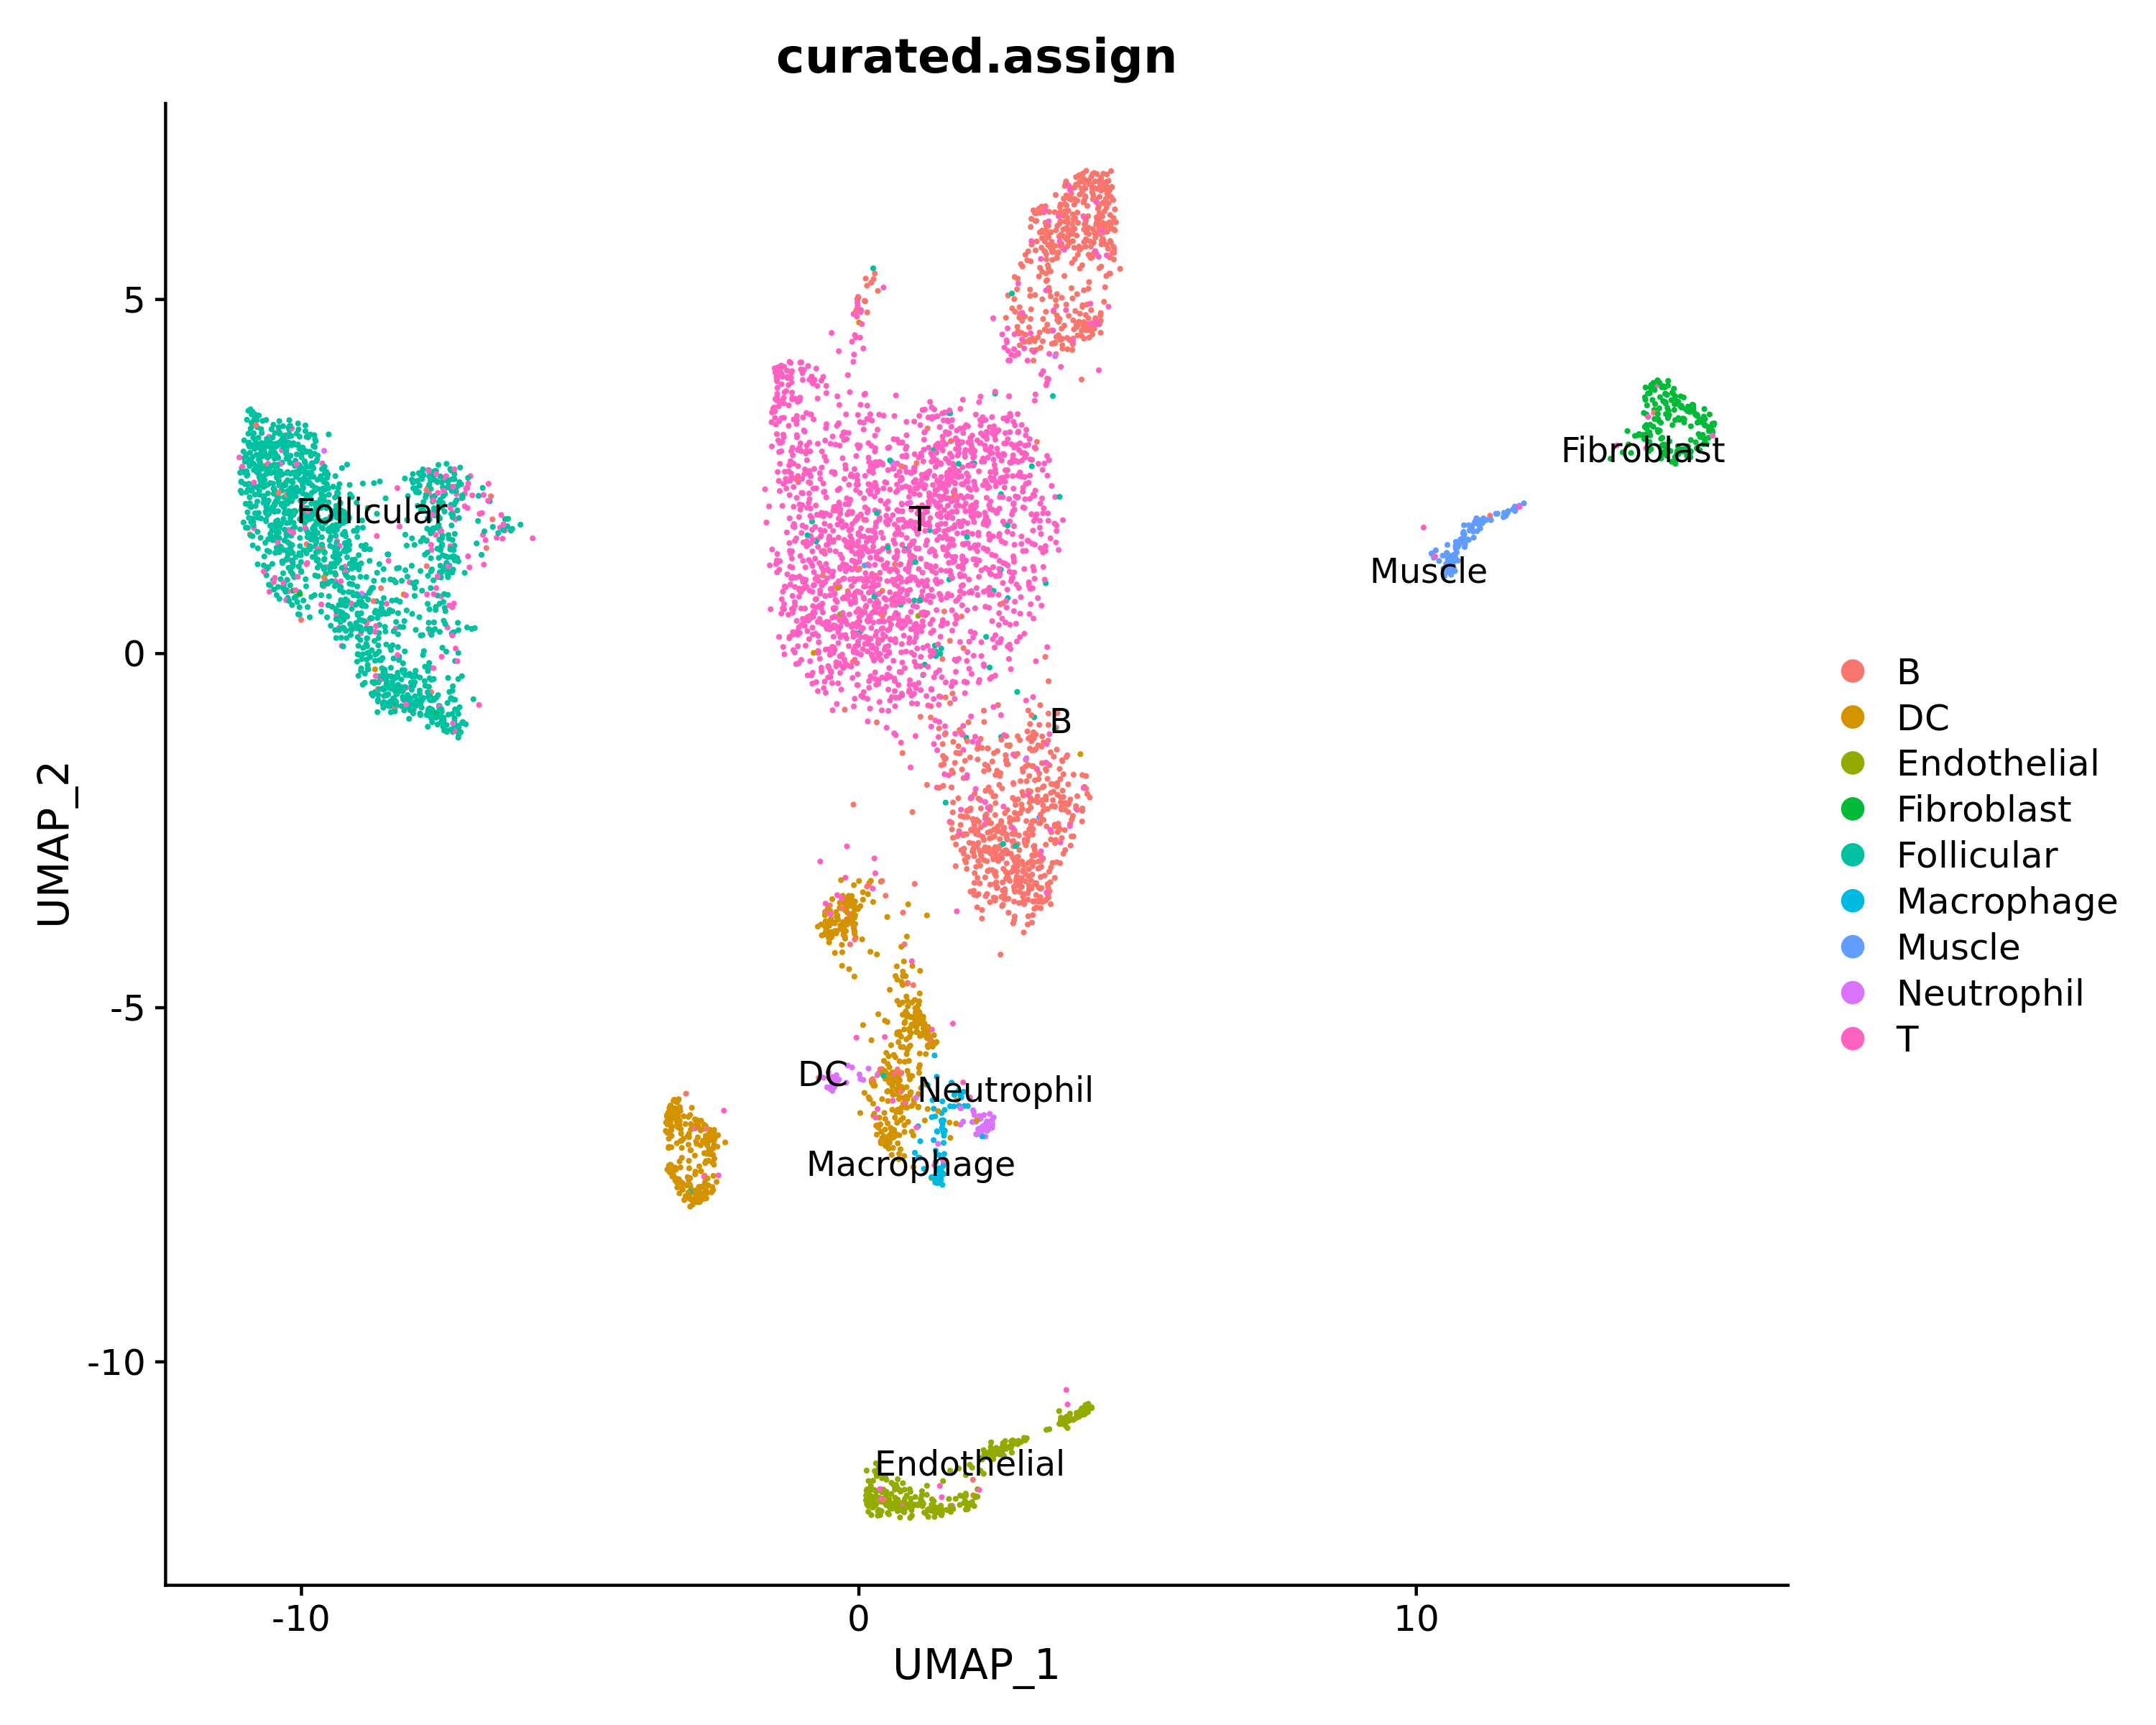 curated.assign
UMAP_2
5
0
-5
-10
-10
0
10
UMAP_1
Follicular
T
B
Fibroblast
Muscle
DC
Neutrophil
Macrophage
Endothelial
B
DC
Endothelial
Fibroblast
Follicular
Macrophage
Muscle
Neutrophil
T